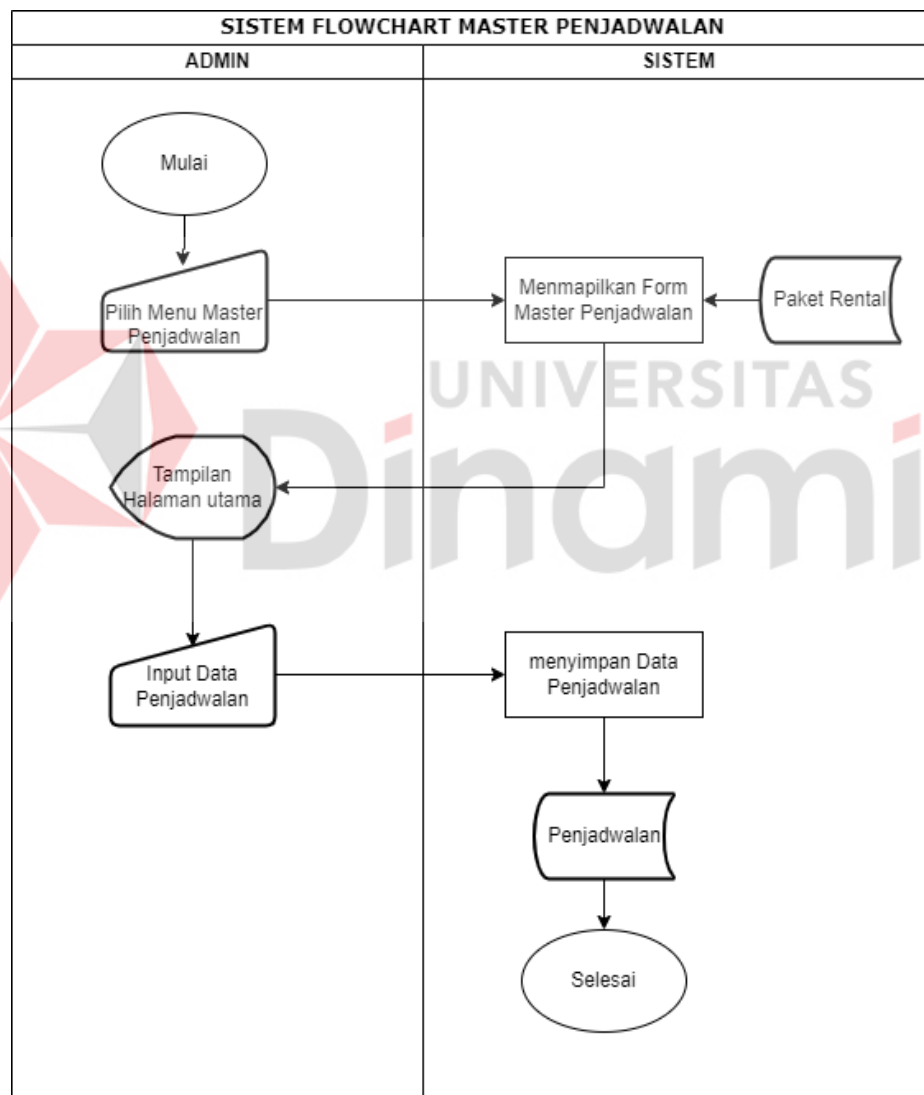 SISTEM FLOWCHART MASTER PENJADWALAN
ADMIN
SISTEM
Mulai
Pilih Menu Master
Penjadwalan
Menmapilkan Form
Master Penjadwalan
Paket Rental
UNIVERSITAS
Dinami
Tampilan
Halaman utama
Input Data
Penjadwalan
menyimpan Data
Penjadwalan
Penjadwalan
Selesai